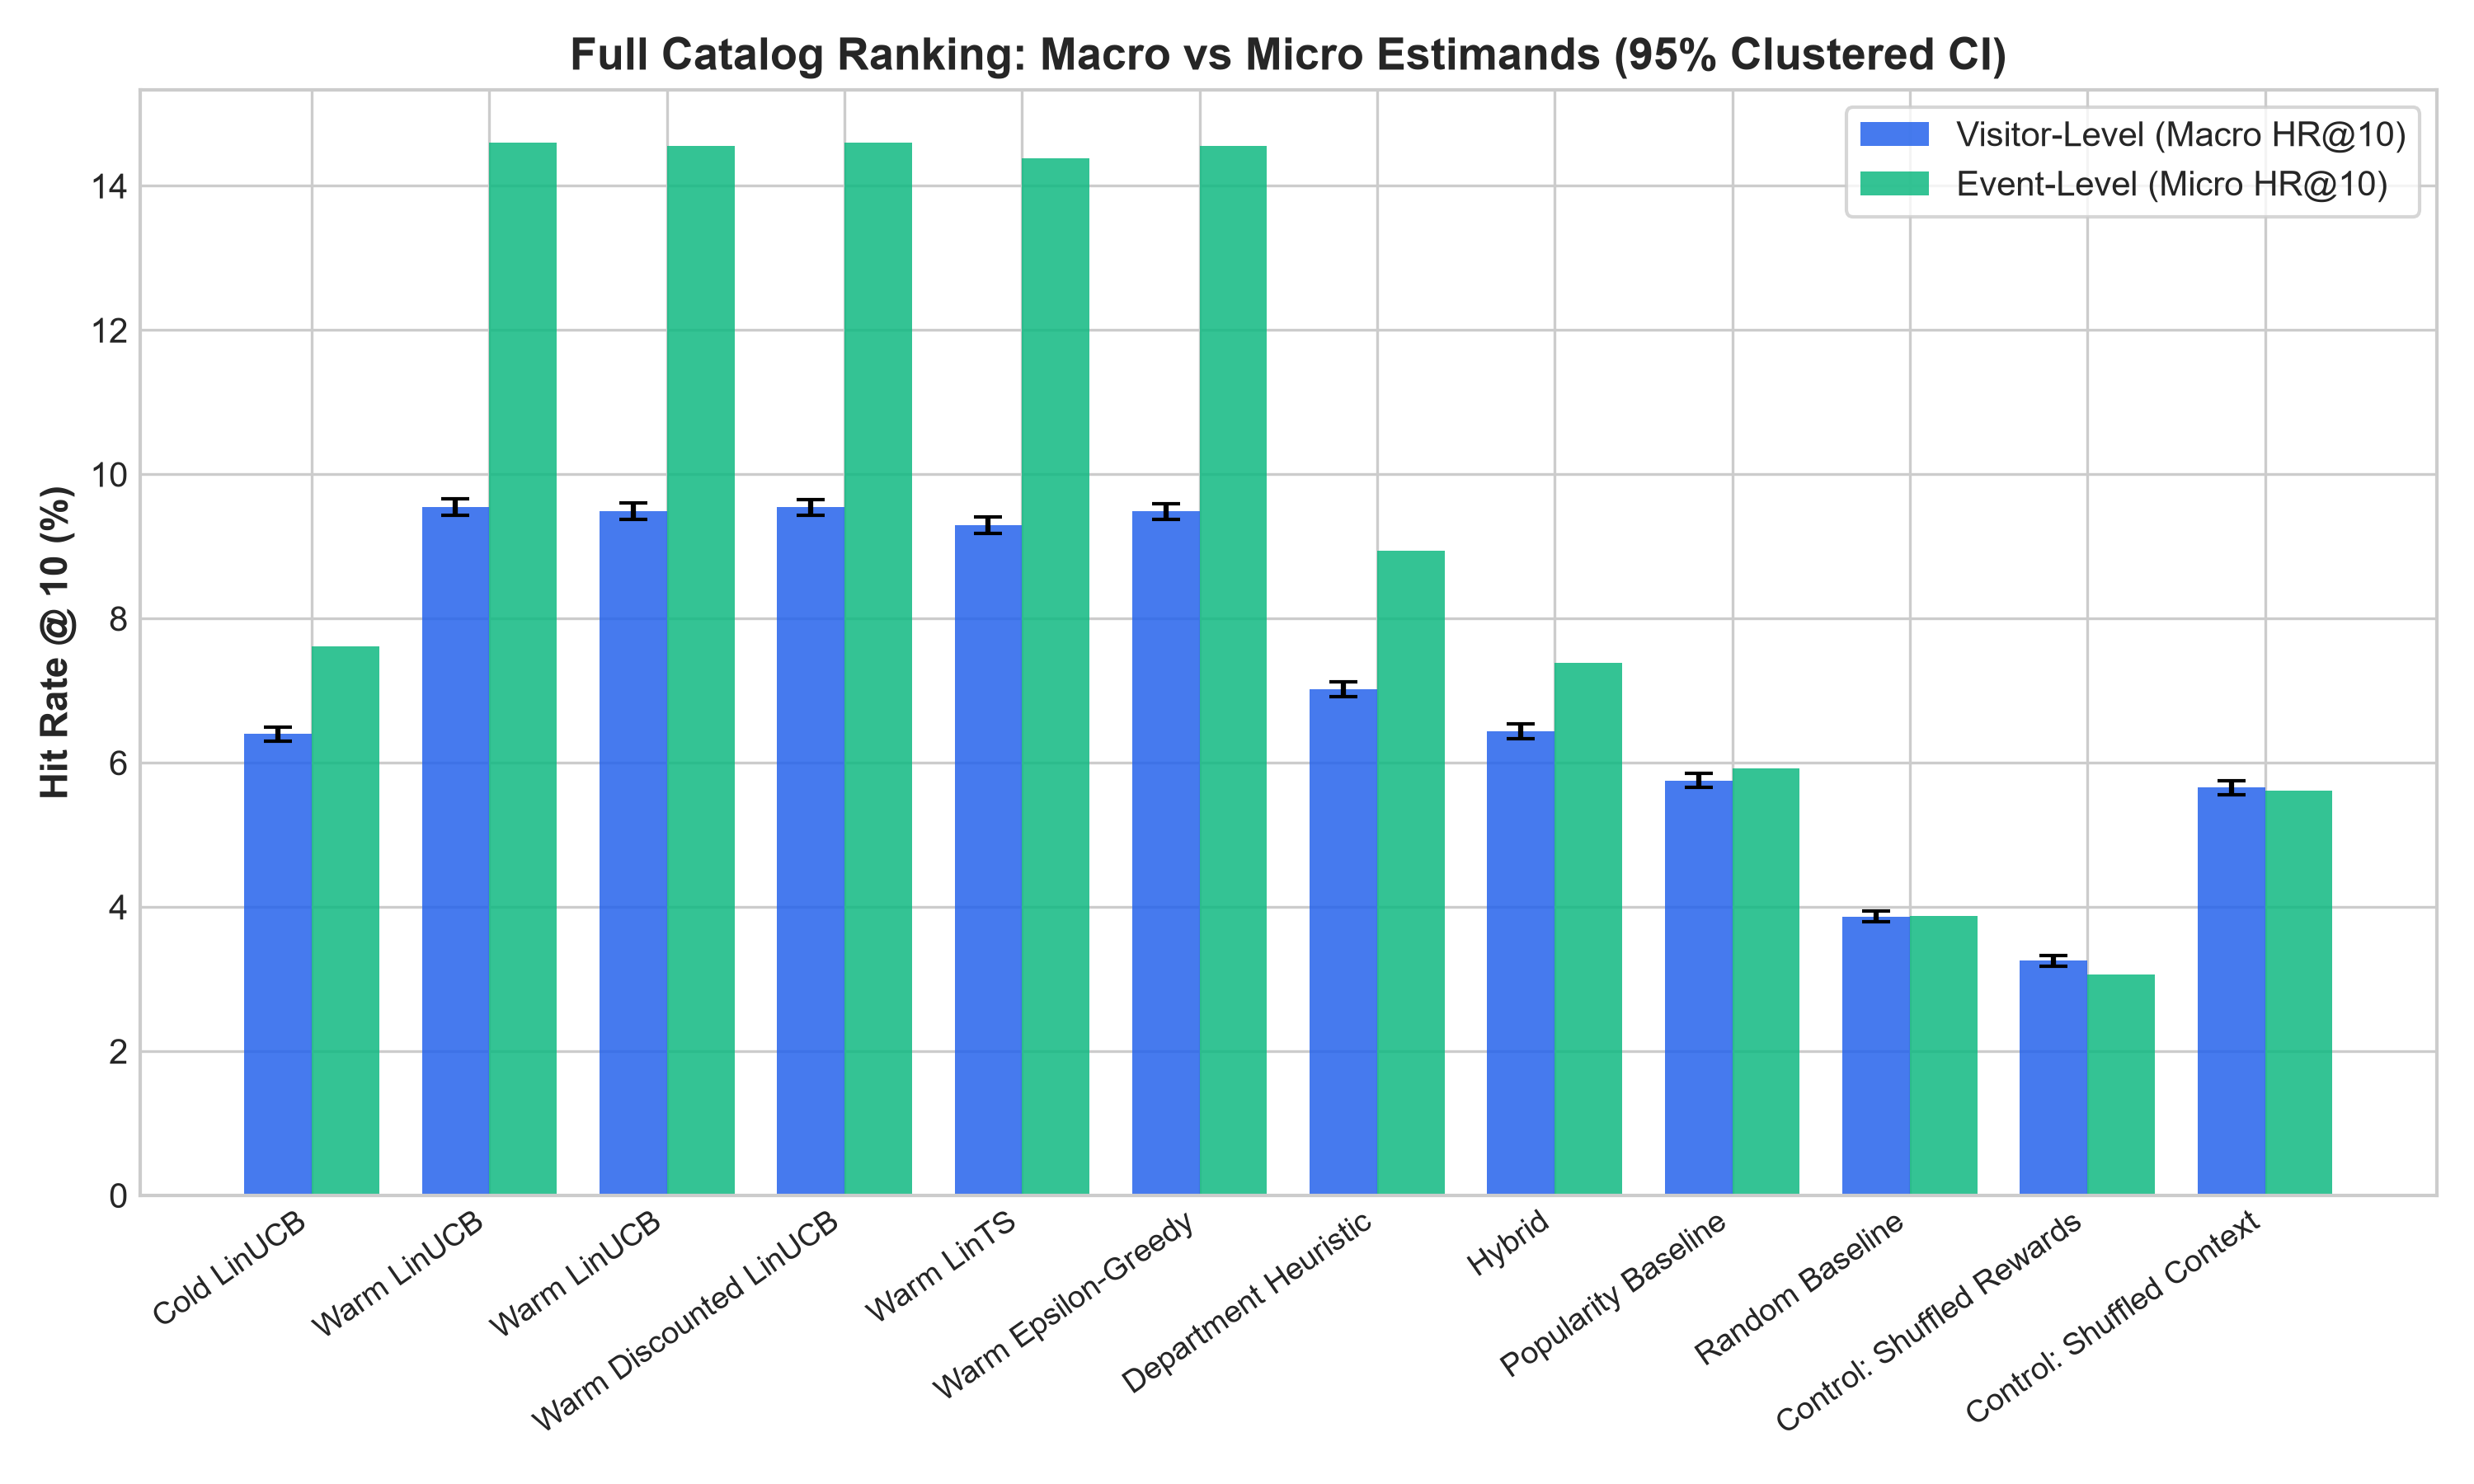 Full Catalog Ranking: Macro vs Micro Estimands (95% Clustered CI)
Visitor-Level (Macro HR@10)
Event-Level (Micro HR@10)
Hit Rate @ 10 (%)
14
12
10
8
6
4
2
0
Cold LinUCB
Warm LinUCB
Warm LinUCB
Warm Discounted LinUCB
Warm LinTS
Warm Epsilon-Greedy
Department Heuristic
Hybrid
Popularity Baseline
Random Baseline
Control: Shuffled Rewards
Control: Shuffled Context